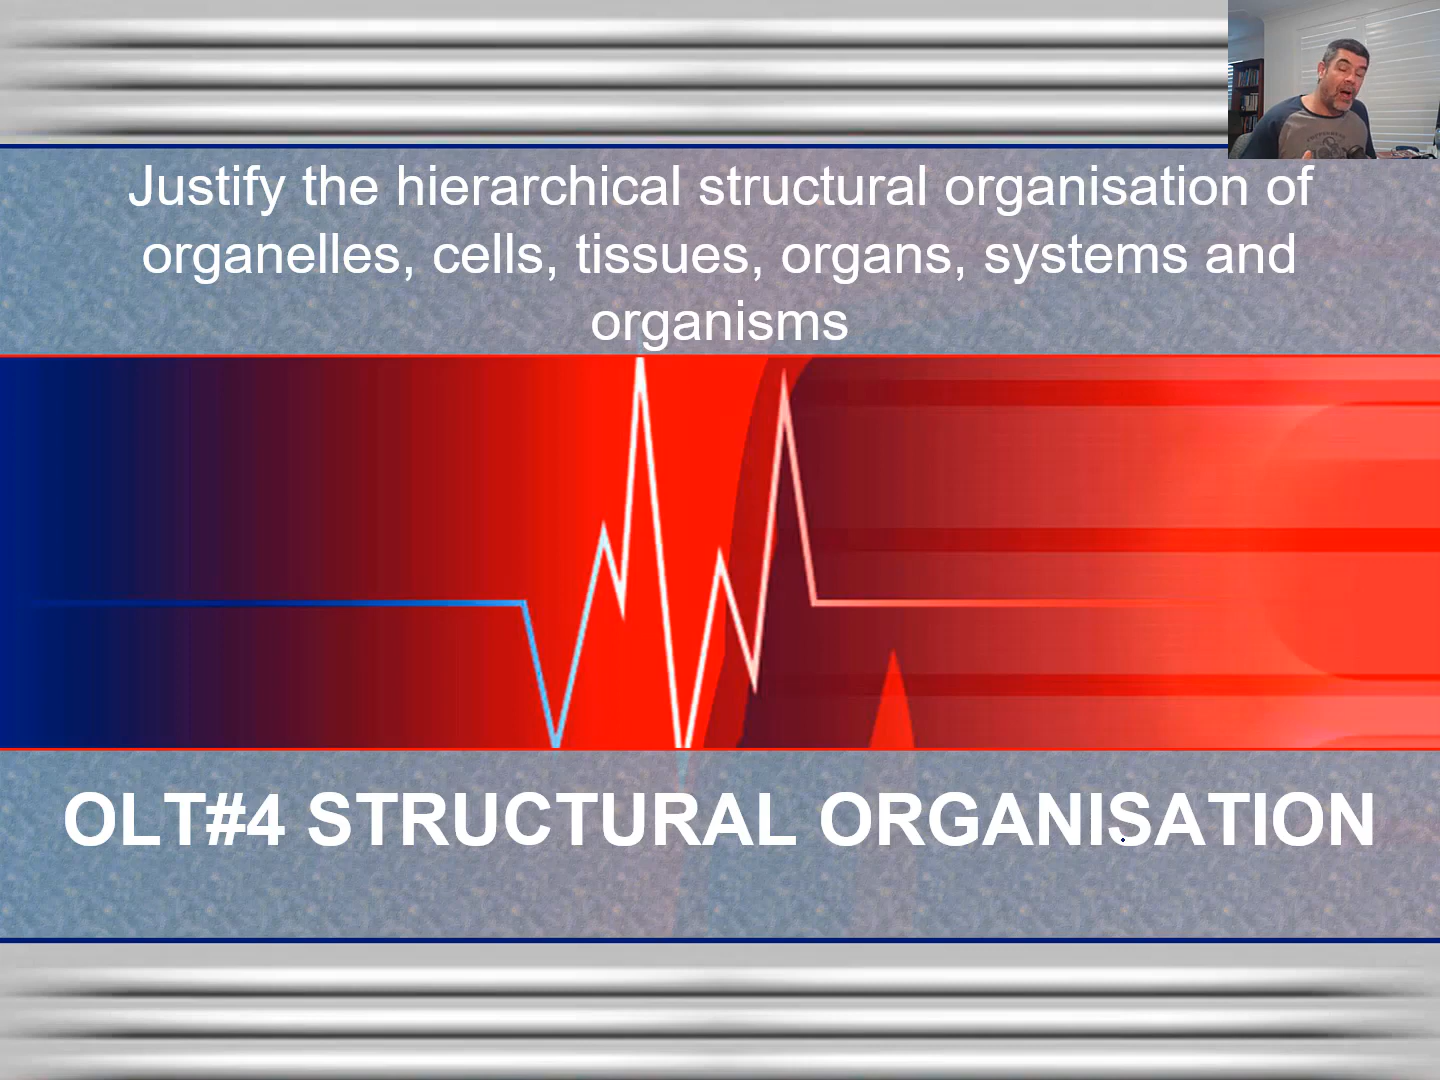 Justify the hierarchical structural organisation of
organelles, cells, tissues, organs, systems and
organisms
OLT#4 STRUCTURAL ORGANISATION